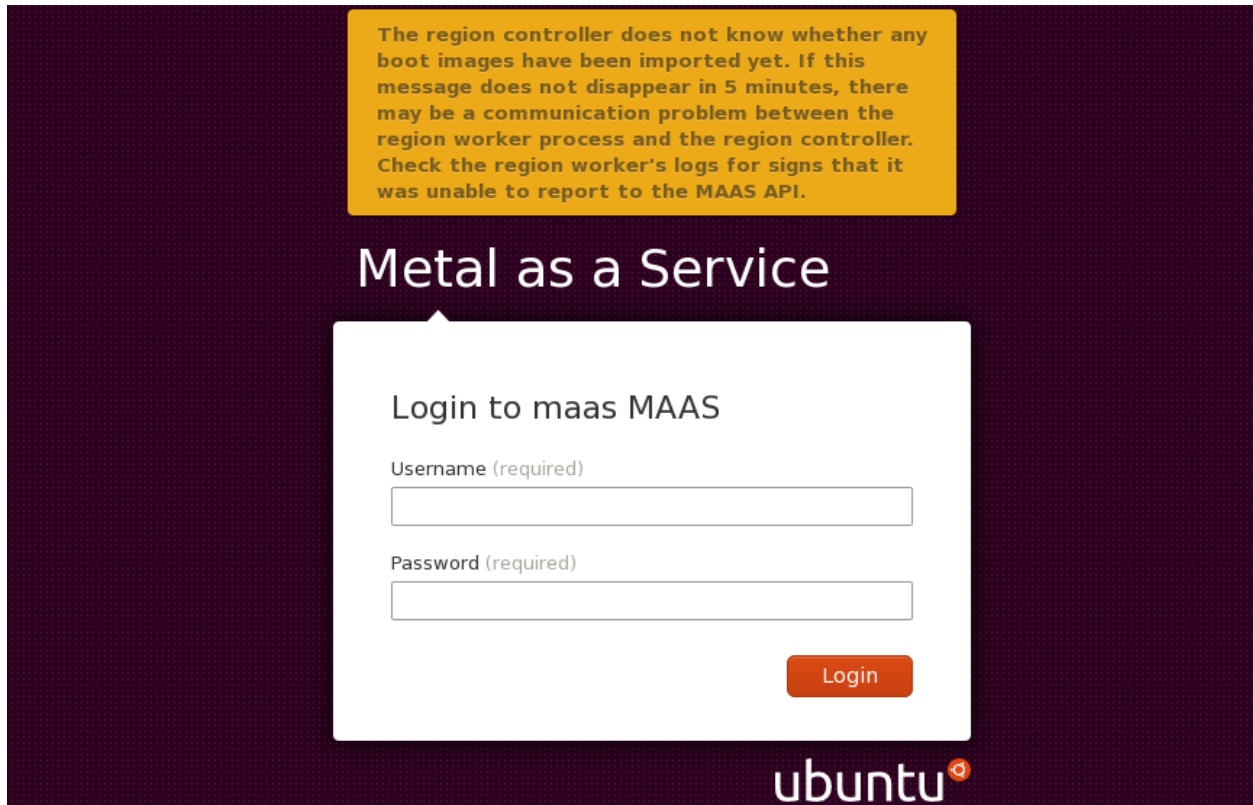 The region controller does not know whether any
boot images have been imported yet. If this
message does not disappear in 5 minutes, there
may be a communication problem between the
region worker process and the region controller.
Check the region worker's logs for signs that it
was unable to report to the MAAS API.
Metal as a Service
Login to maas MAAS
Username (required)
Password (required)
Login
ubuntu